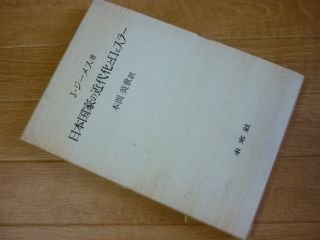 J・ジーメス著
日本国家の近代化とロェスラー
本間英世訳
未来社